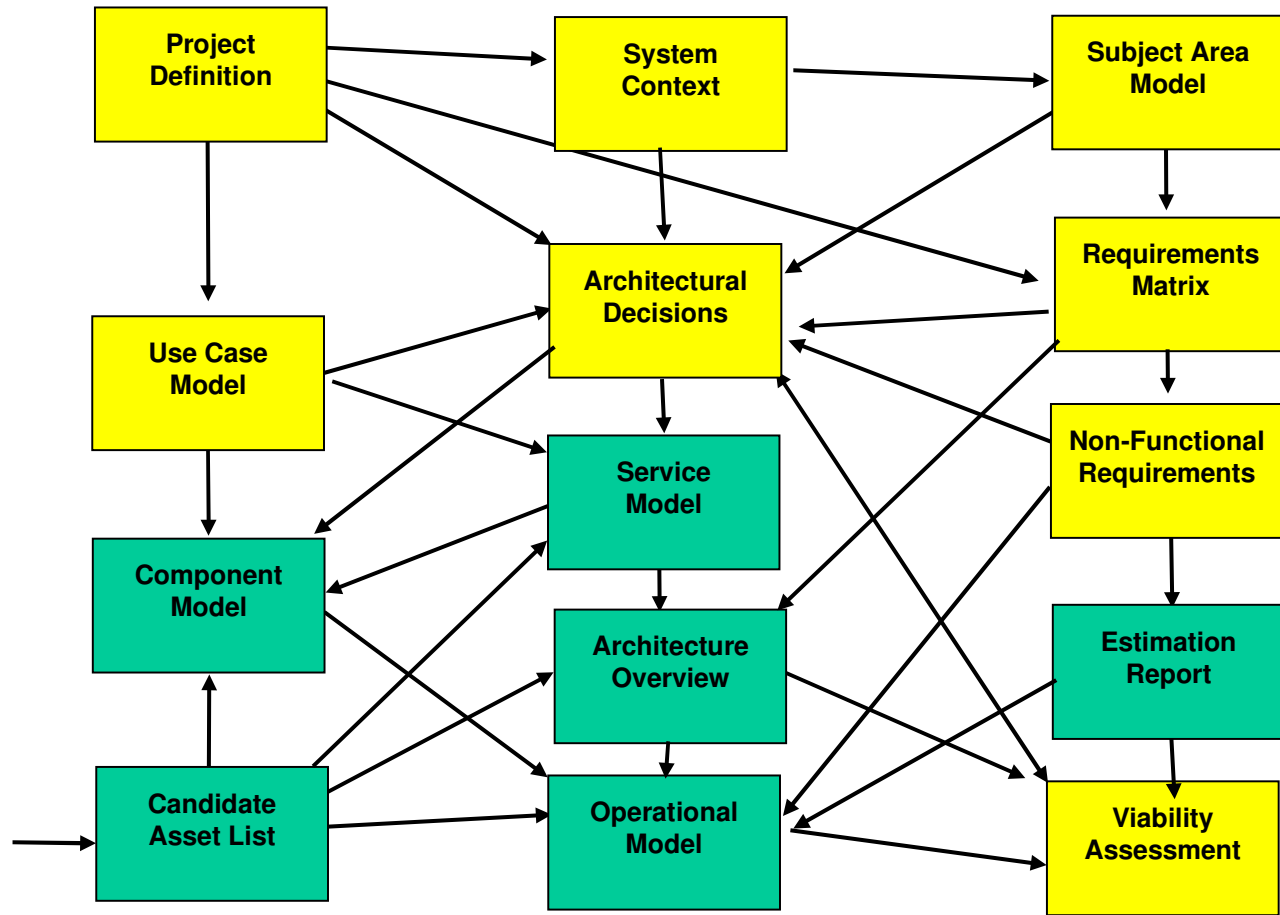 Project
Definition
System
Context
Subject Area
Model
Architectural
Decisions
Requirements
Matrix
Use Case
Model
Service
Model
Non-Functional
Requirements
Component
Model
Architecture
Overview
Estimation
Report
Candidate
Asset List
Operational
Model
Viability
Assessment